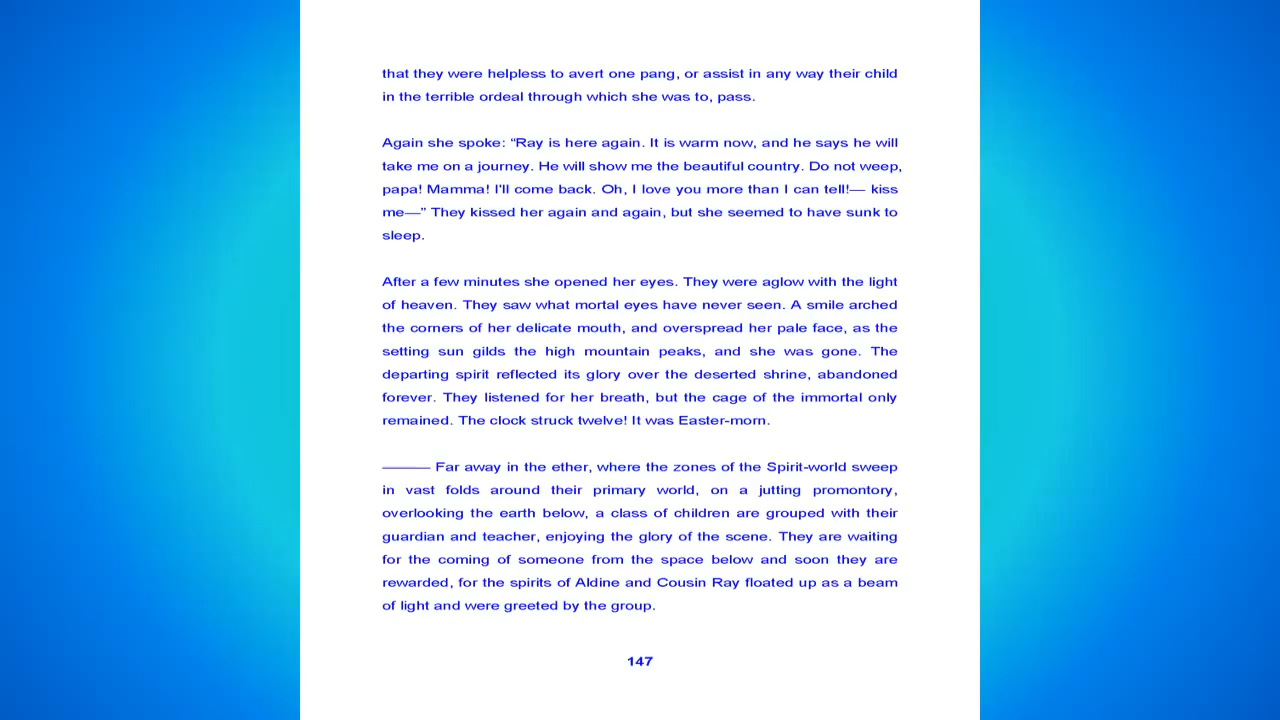 that they were helpless to avert one pang, or assist in any way their child
in the terrible ordeal through which she was to, pass.
Again she spoke: “Ray is here again. It is warm now, and he says he will
take me on a journey. He will show me the beautiful country. Do not weep,
papa! Mamma! I'll come back. Oh, I love you more than I can tell!— kiss
me—” They kissed her again and again, but she seemed to have sunk to
sleep.
After a few minutes she opened her eyes. They were aglow with the light
of heaven. They saw what mortal eyes have never seen. A smile arched
the corners of her delicate mouth, and overspread her pale face, as the
setting sun gilds the high mountain peaks, and she was gone. The
departing spirit reflected its glory over the deserted shrine, abandoned
forever. They listened for her breath, but the cage of the immortal only
remained. The clock struck twelve! It was Easter-morn.
——— Far away in the ether, where the zones of the Spirit-world sweep
in vast folds around their primary world, on a jutting promontory,
overlooking the earth below, a class of children are grouped with their
guardian and teacher, enjoying the glory of the scene. They are waiting
for the coming of someone from the space below and soon they are
rewarded, for the spirits of Aldine and Cousin Ray floated up as a beam
of light and were greeted by the group.
147